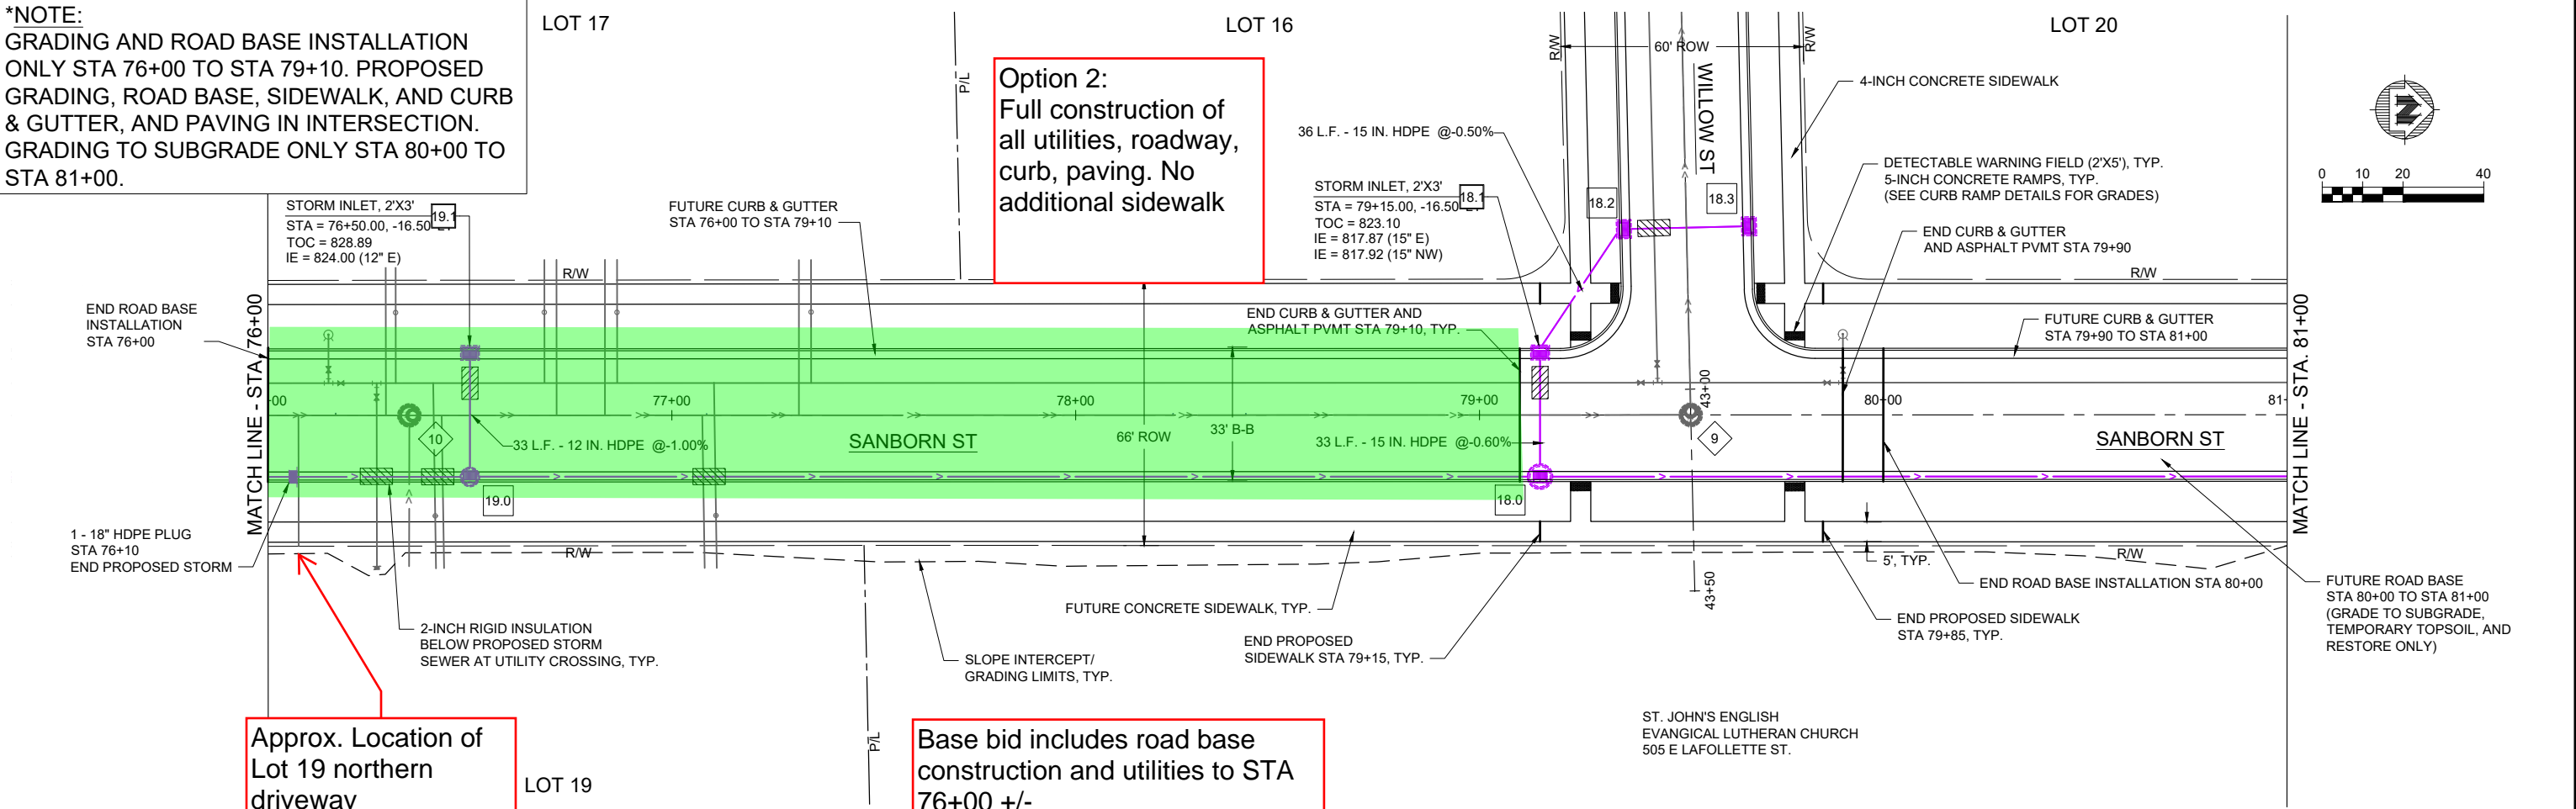 *NOTE:
GRADING AND ROAD BASE INSTALLATION
ONLY STA 76+00 TO STA 79+10. PROPOSED
GRADING, ROAD BASE, SIDEWALK, AND CURB
& GUTTER, AND PAVING IN INTERSECTION.
GRADING TO SUBGRADE ONLY STA 80+00 TO
STA 81+00.
LOT 17
P/L
LOT 16
Option 2:
Full construction of
all utilities, roadway,
curb, paving. No
additional sidewalk
R/W
60' ROW
R/W
WILLOW ST
LOT 20
4-INCH CONCRETE SIDEWALK
0 10 20 40
36 L.F. - 15 IN. HDPE @-0.50%
DETECTABLE WARNING FIELD (2'X5'), TYP.
5-INCH CONCRETE RAMPS, TYP.
(SEE CURB RAMP DETAILS FOR GRADES)
STORM INLET, 2'X3'
STA = 76+50.00, -16.50
TOC = 828.89
IE = 824.00 (12" E)
19.1
FUTURE CURB & GUTTER
STA 76+00 TO STA 79+10
STORM INLET, 2'X3'
STA = 79+15.00, -16.50
TOC = 823.10
IE = 817.87 (15" E)
IE = 817.92 (15" NW)
18.1
18.2
18.3
END CURB & GUTTER
AND ASPHALT PVMT STA 79+90
R/W
R/W
END ROAD BASE
INSTALLATION
STA 76+00
MATCH LINE - STA. 76+00
END CURB & GUTTER AND
ASPHALT PVMT STA 79+10, TYP.
FUTURE CURB & GUTTER
STA 79+90 TO STA 81+00
MATCH LINE - STA. 81+00
+00
77+00
78+00
79+00
43+00
80+00
81+
10
33 L.F. - 12 IN. HDPE @-1.00%
SANBORN ST
66' ROW
33' B-B
33 L.F. - 15 IN. HDPE @-0.60%
9
SANBORN ST
19.0
18.0
1 - 18" HDPE PLUG
STA 76+10
END PROPOSED STORM
R/W
R/W
5', TYP.
43+50
END ROAD BASE INSTALLATION STA 80+00
FUTURE ROAD BASE
STA 80+00 TO STA 81+00
(GRADE TO SUBGRADE,
TEMPORARY TOPSOIL, AND
RESTORE ONLY)
FUTURE CONCRETE SIDEWALK, TYP.
2-INCH RIGID INSULATION
BELOW PROPOSED STORM
SEWER AT UTILITY CROSSING, TYP.
SLOPE INTERCEPT/
GRADING LIMITS, TYP.
END PROPOSED
SIDEWALK STA 79+15, TYP.
END PROPOSED SIDEWALK
STA 79+85, TYP.
Approx. Location of
Lot 19 northern
driveway
LOT 19
P/L
Base bid includes road base
construction and utilities to STA
76+00 +/-
ST. JOHN'S ENGLISH
EVANGICAL LUTHERAN CHURCH
505 E LAFOLLETTE ST.